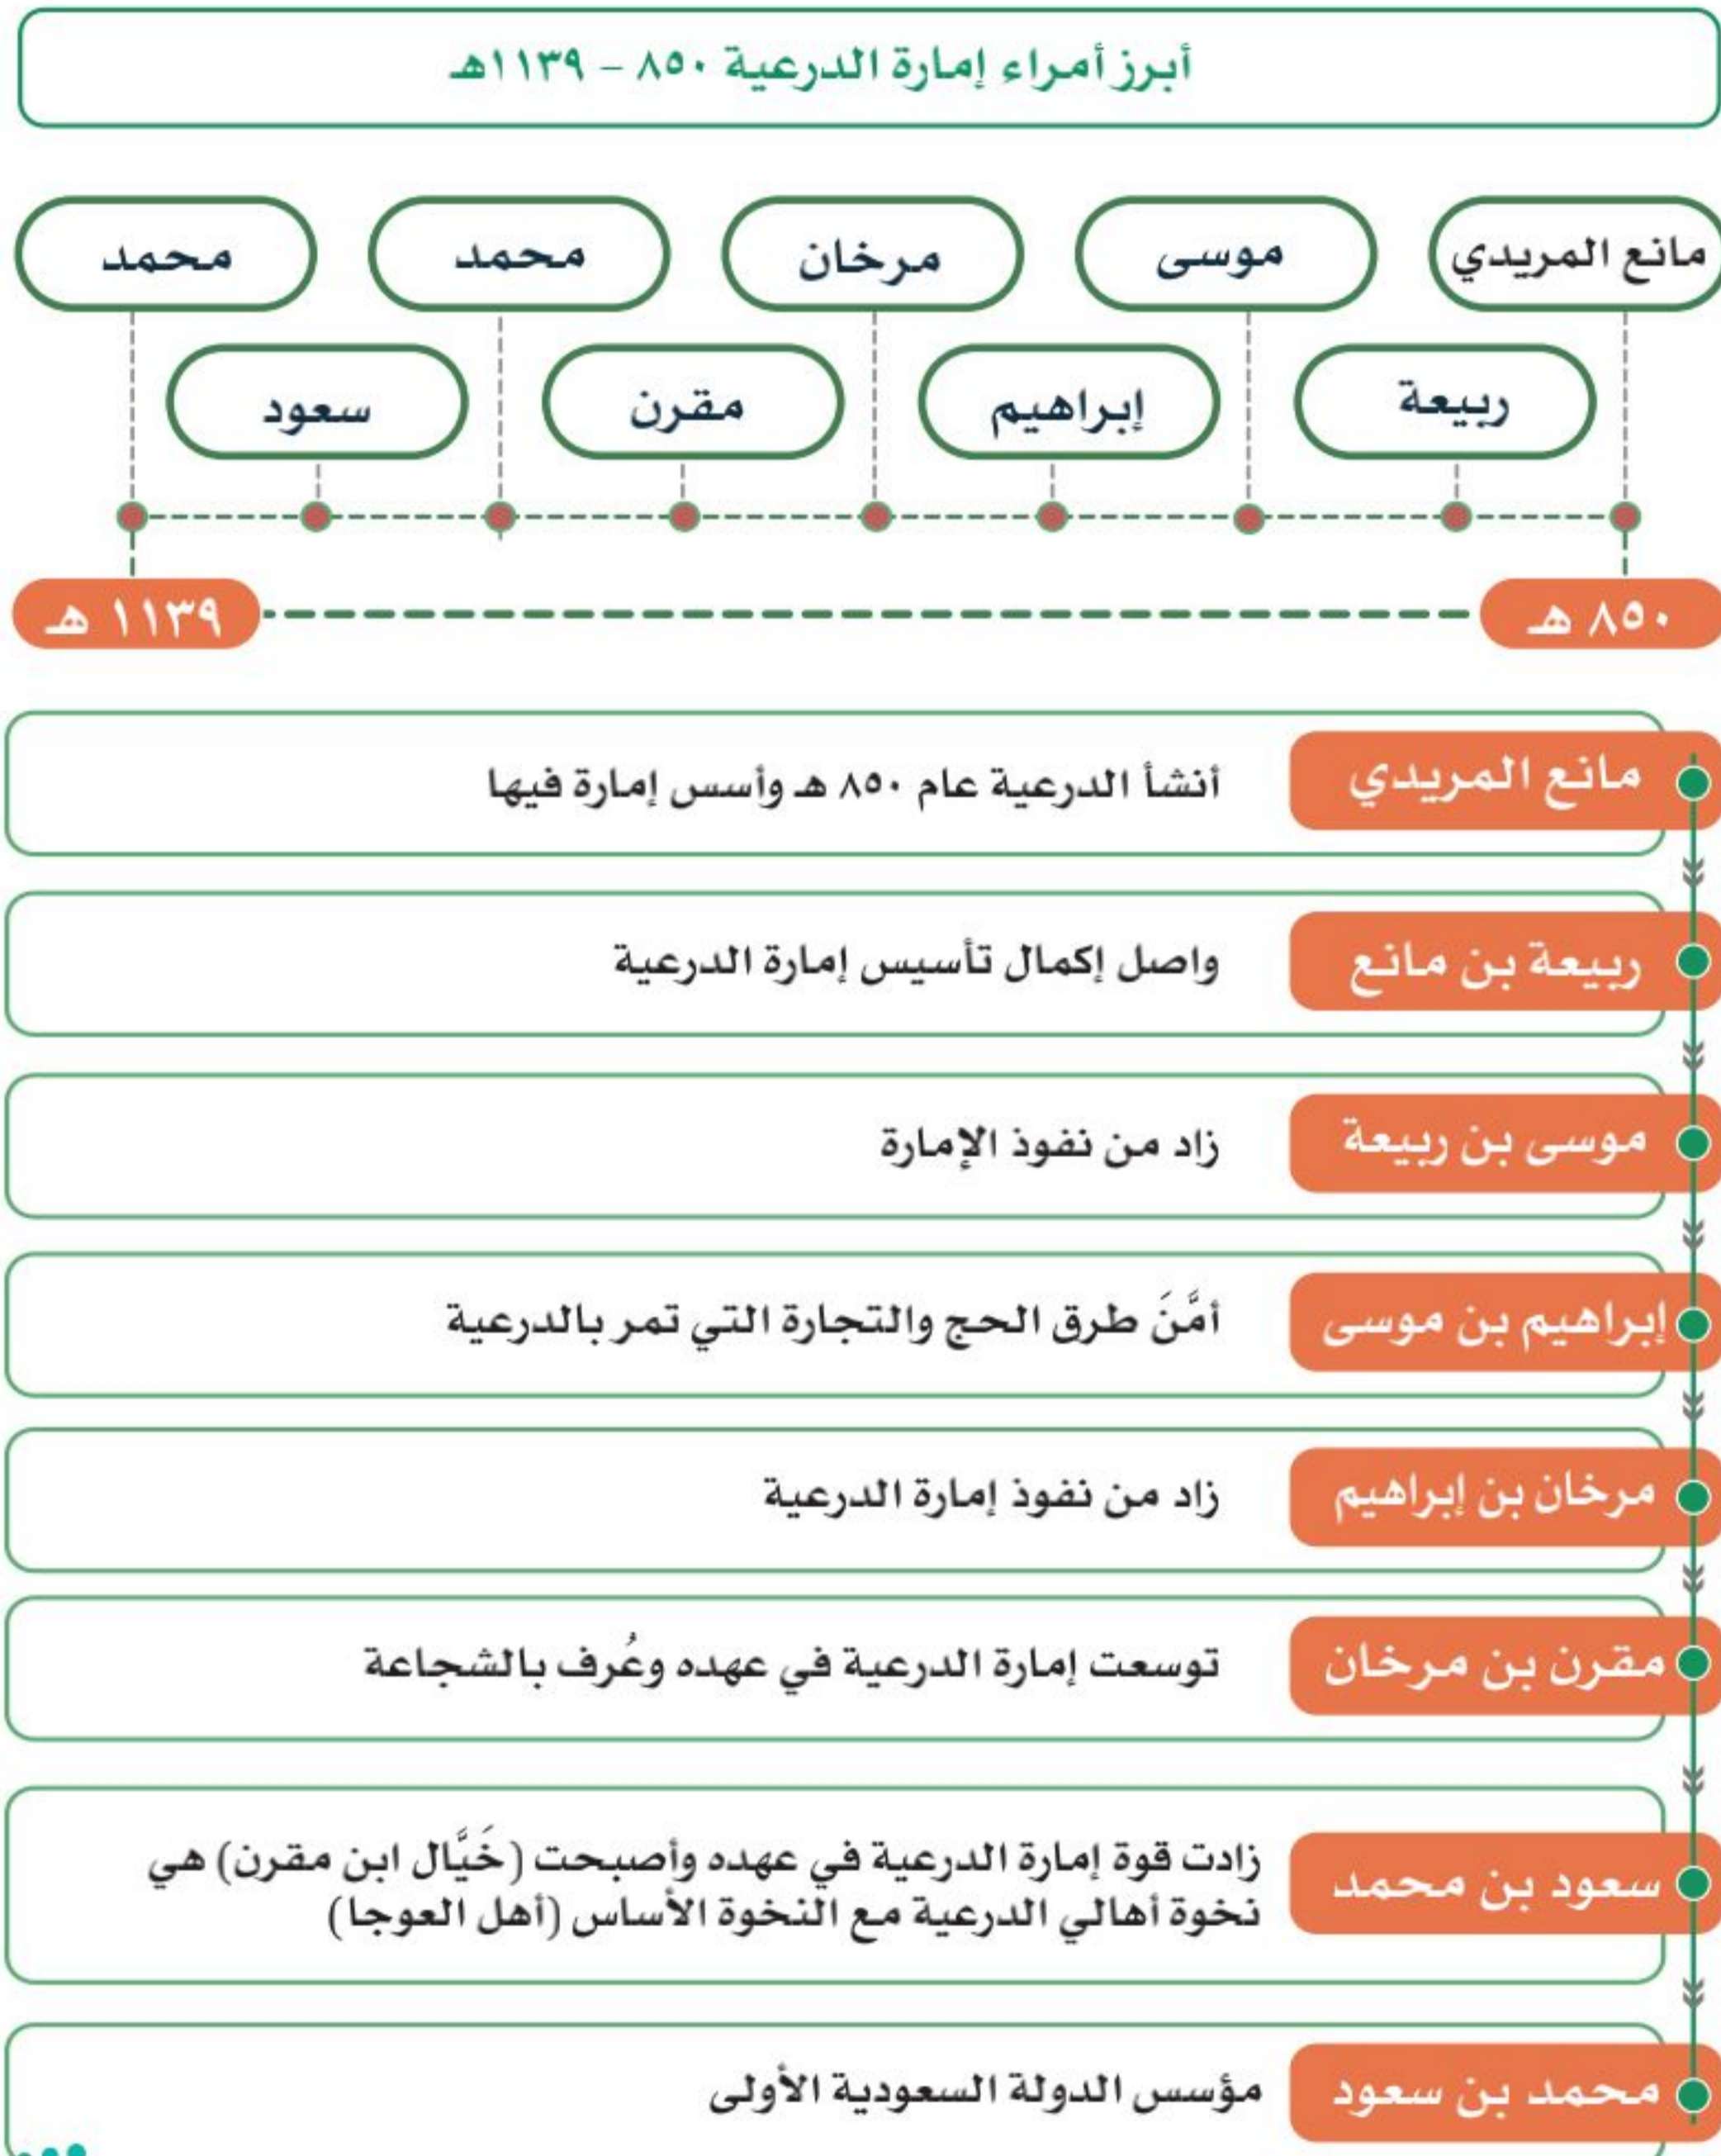 أبرز أمراء إمارة الدرعية ٨٥٠ – ١١٣٩هـ
مانع المريدي
موسى
مرخان
محمد
محمد
ربيعة
إبراهيم
مقرن
سعود
٨٥٠ هـ
١١٣٩ هـ
مانع المريدي
أنشأ الدرعية عام ٨٥٠ هـ وأسس إمارة فيها
ربيعة بن مانع
واصل إكمال تأسيس إمارة الدرعية
موسى بن ربيعة
زاد من نفوذ الإمارة
إبراهيم بن موسى
أمَّنَ طرق الحج والتجارة التي تمر بالدرعية
مرخان بن إبراهيم
زاد من نفوذ إمارة الدرعية
مقرن بن مرخان
توسعت إمارة الدرعية في عهده وعُرف بالشجاعة
سعود بن محمد
زادت قوة إمارة الدرعية في عهده وأصبحت (خَيَّال ابن مقرن) هي
نخوة أهالي الدرعية مع النخوة الأساس (أهل العوجا)
محمد بن سعود
مؤسس الدولة السعودية الأولى